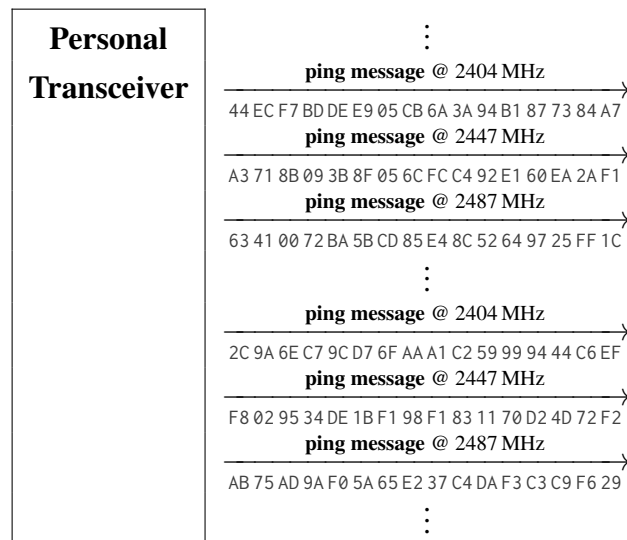 Personal
Transceiver
⋮
ping message @ 2404 MHz
44 EC F7 BD DE E9 05 CB 6A 3A 94 B1 87 73 84 A7
ping message @ 2447 MHz
A3 71 8B 09 3B 8F 05 6C FC C4 92 E1 60 EA 2A F1
ping message @ 2487 MHz
63 41 00 72 BA 5B CD 85 E4 8C 52 64 97 25 FF 1C
⋮
ping message @ 2404 MHz
2C 9A 6E C7 9C D7 6F AA A1 C2 59 99 94 44 C6 EF
ping message @ 2447 MHz
F8 02 95 34 DE 1B F1 98 F1 83 11 70 D2 4D 72 F2
ping message @ 2487 MHz
AB 75 AD 9A F0 5A 65 E2 37 C4 DA F3 C3 C9 F6 29
⋮